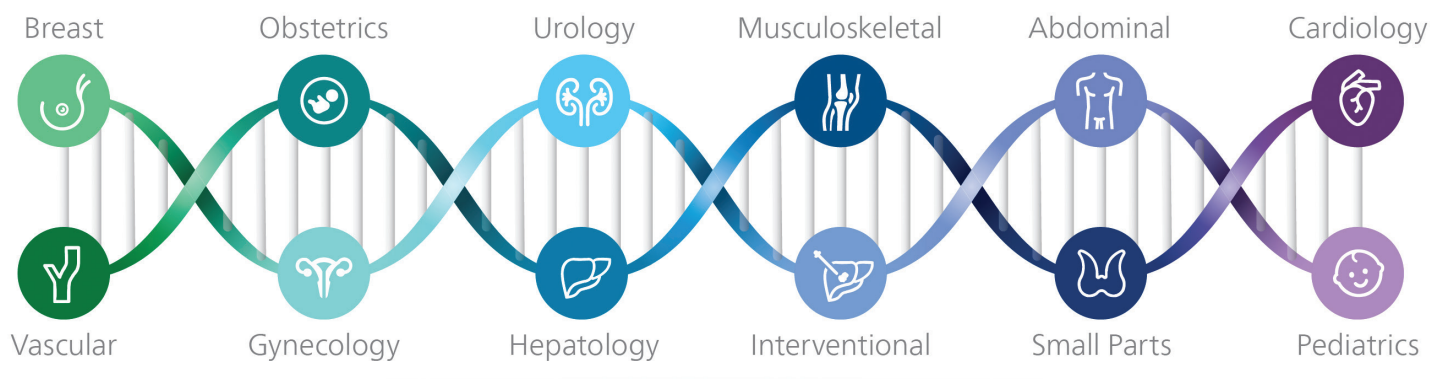 Breast
Obstetrics
Urology
Musculoskeletal
Abdominal
Cardiology
Vascular
Gynecology
Hepatology
Interventional
Small Parts
Pediatrics